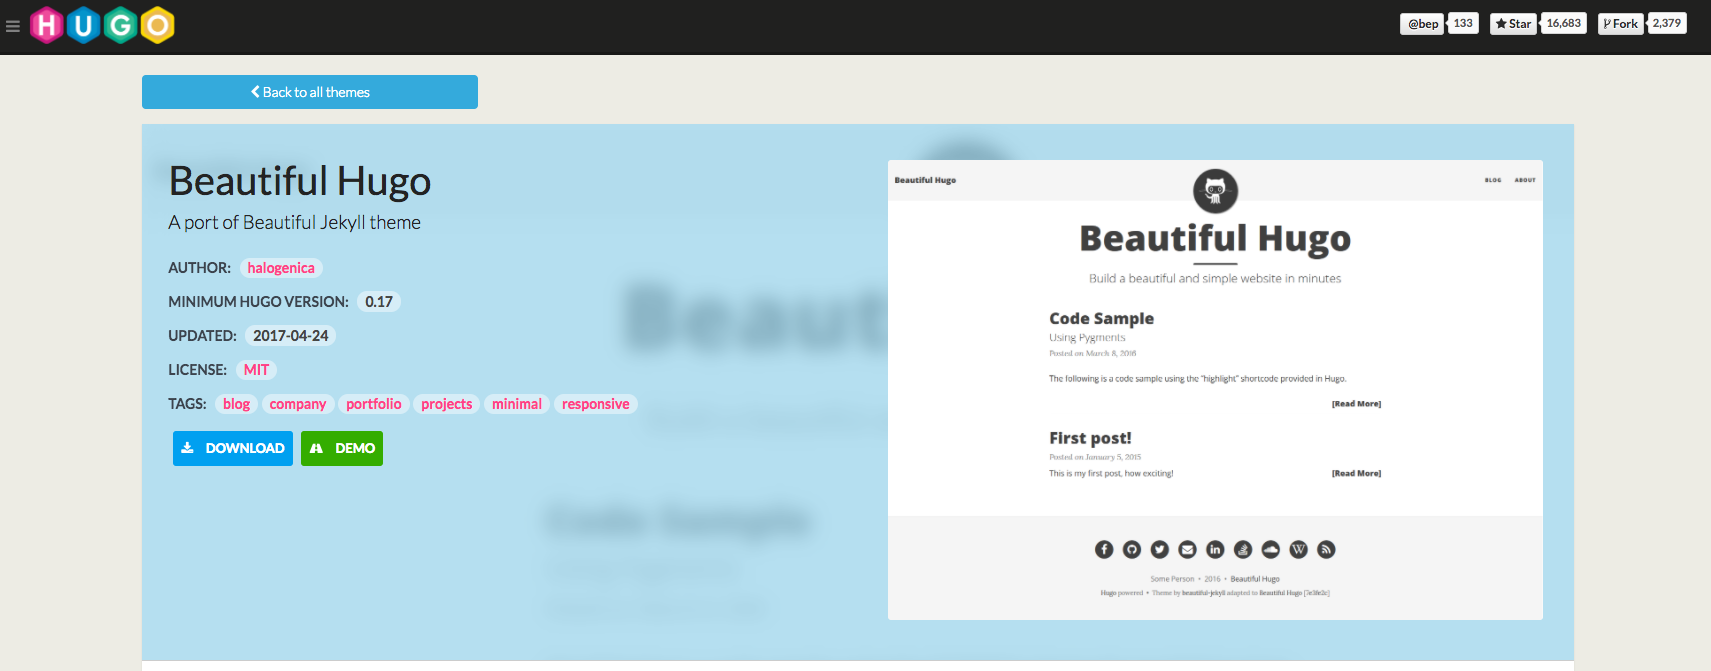 HUGO
@bep 133 Star 16,683 Fork 2,379
Back to all themes
Beautiful Hugo
A port of Beautiful Jekyll theme
AUTHOR: halogenica
MINIMUM HUGO VERSION: 0.17
UPDATED: 2017-04-24
LICENSE: MIT
TAGS: blog company portfolio projects minimal responsive
DOWNLOAD DEMO
Beautiful Hugo BLOG ABOUT
Beautiful Hugo
Build a beautiful and simple website in minutes
Code Sample
Using Pygments
Posted on March 8, 2016
The following is a code sample using the "highlight" shortcode provided in Hugo.
[Read More]
First post!
Posted on January 5, 2015
This is my first post, how exciting! [Read More]
Some Person • 2016 • Beautiful Hugo
Hugo powered • Theme by beautiful-jekyll adapted to Beautiful Hugo
Beaut
Code Sample